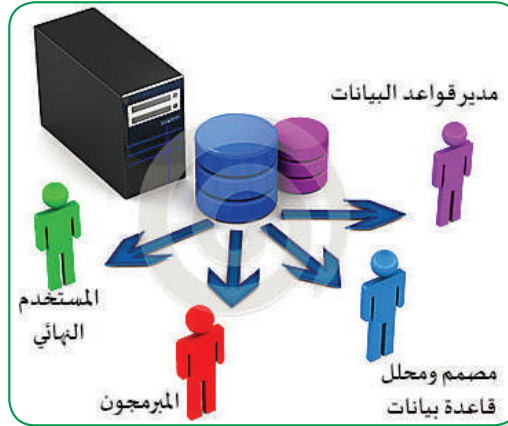 مدير قواعد البيانات
المستخدم
النهائي
المبرمجون
مصمم ومحلل
قاعدة بيانات